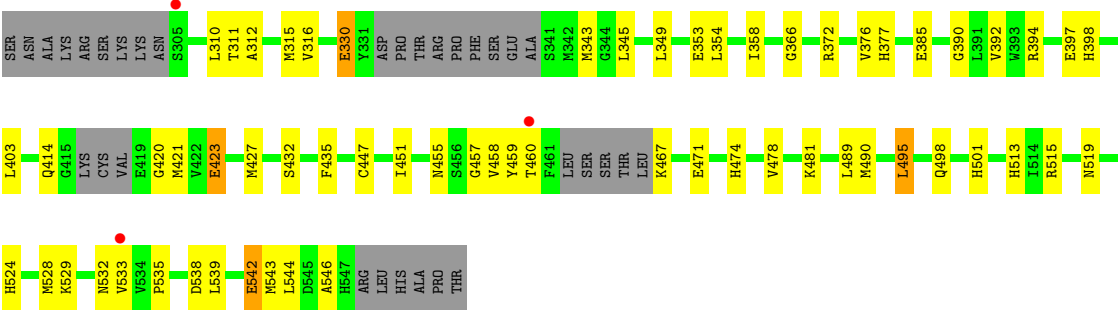 SER ASN ALA LYS ARG SER LYS LYS ASN S305 L310 T311 A312 M315 V316 E330 Y331 ASP PRO THR ARG PRO PHE SER GLU ALA S341 M342 M343 G344 L345 L349 E353 L354 I358 G366 R372 V376 H377 E385 G390 L391 V392 W393 R394 E397 H398
L403 Q414 G415 LYS CYS VAL E419 G420 M421 V422 E423 M427 S432 F435 C447 I451 N455 S456 G457 V458 Y459 T460 F461 LEU SER SER THR LEU K467 E471 H474 V478 K481 L489 M490 L495 Q498 H501 H513 I514 R515 N519
H524 M528 K529 N532 V533 V534 P535 D538 L539 E542 M543 L544 D545 A546 H547 ARG LEU HIS ALA PRO THR